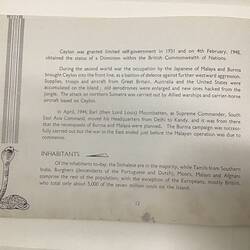 Ceylon was granted limited self-government in 1931 and on 4th February, 1948,
obtained the status of a Dominion within the British Commonwealth of Nations.
During the second world war the occupation by the Japanese of Malaya and Burma
brought Ceylon into the front line, as a bastion of defence against further westward aggression.
Supplies, troops and aircraft from Great Britain, Australia and the United States were
accumulated on the island; old aerodromes were enlarged and new ones hacked from the
jungle. The attack on northern Sumatra was carried out by Allied warships and carrier-borne
aircraft based on Ceylon.
In April, 1944, Earl (then Lord Louis) Mountbatten, as Supreme Commander, South
East Asia Command, moved his Headquarters from Delhi to Kandy, and it was from there
that the reconquests of Burma and Malaya were planned. The Burma campaign was success-
fully carried out but the war in the East ended just before the Malayan operation was due to
commence.
INHABITANTS
Of the inhabitants to-day, the Sinhalese are in the majority, while Tamils from Southern
India, Burghers (descendants of the Portuguese and Dutch), Moors, Malays and Afghans
comprise the rest of the population, with the exception of the Europeans, mostly British,
who total only about 5,000 of the seven million souls on the island.
12